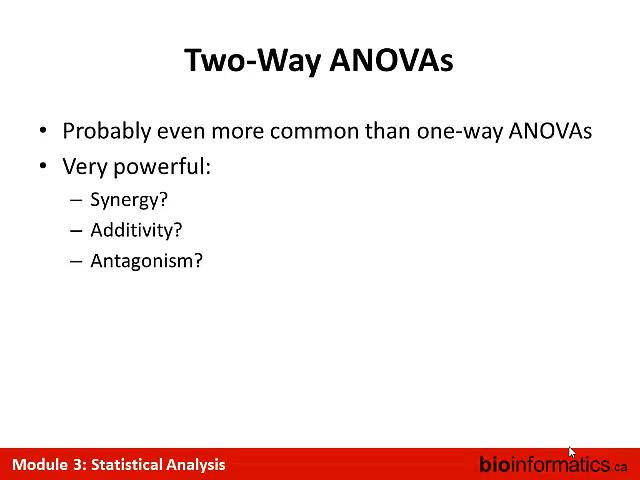 Two-Way ANOVAs
• Probably even more common than one-way ANOVAs
• Very powerful:
– Synergy?
– Additivity?
– Antagonism?
Module 3: Statistical Analysis
bioinformatics.ca